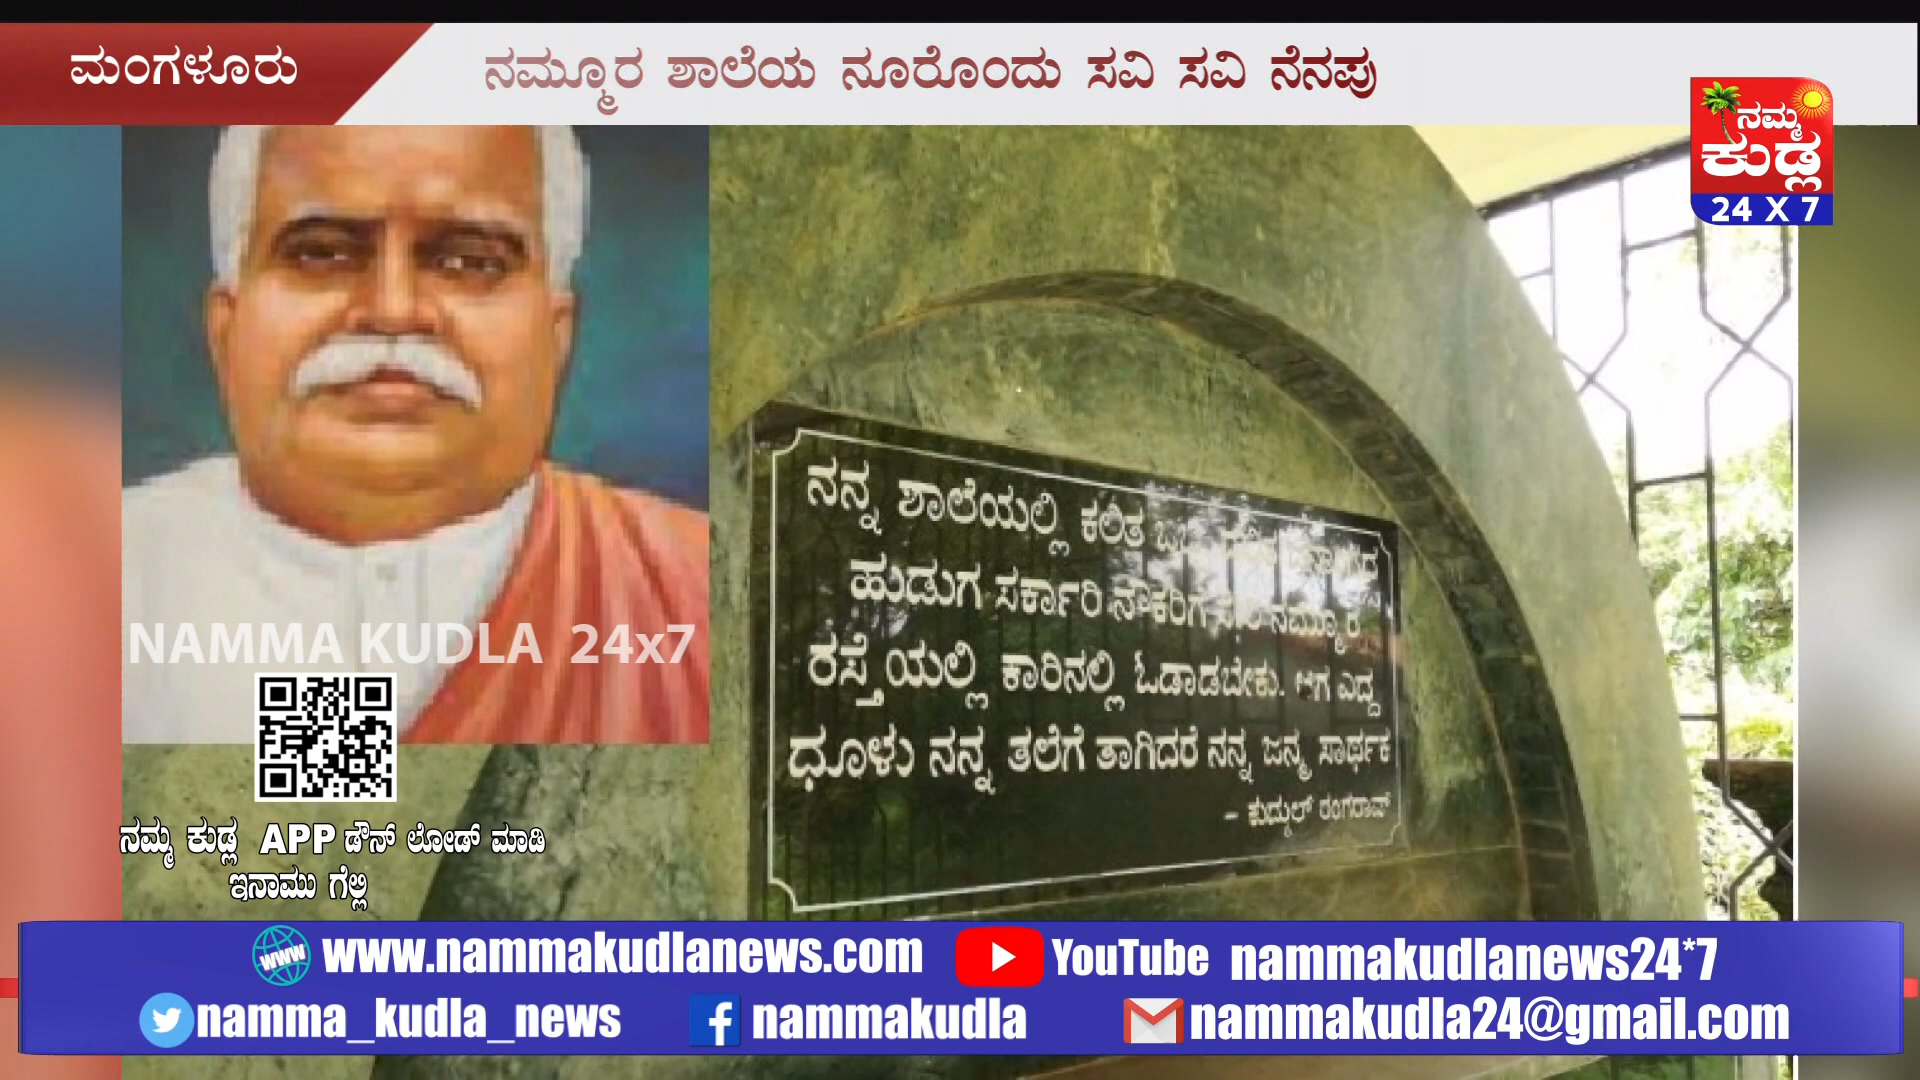 ಮಂಗಳೂರು
ನಮ್ಮೂರ ಶಾಲೆಯ ನೂರೊಂದು ಸವಿ ಸವಿ ನೆನಪು
ನಮ್ಮ
ಕುಡ್ಲ
24 X 7
ನನ್ನ ಶಾಲೆಯಲ್ಲಿ ಕಲಿತ
ಹುಡುಗ ಸರ್ಕಾರಿ ನೌಕರಿಗೆ ನಮ್ಮೂರ
ರಸ್ತೆಯಲ್ಲಿ ಕಾರಿನಲ್ಲಿ ಓಡಾಡಬೇಕು. ಆಗ ಎದ್ದ
ಧೂಳು ನನ್ನ ತಲೆಗೆ ತಾಗಿದರೆ ನನ್ನ ಜನ್ಮ ಸಾರ್ಥಕ
- ಕುದ್ಮುಲ್ ರಂಗರಾವ್
NAMMA KUDLA 24x7
ನಮ್ಮ ಕುಡ್ಲ APP ಡೌನ್ ಲೋಡ್ ಮಾಡಿ
ಇನಾಮು ಗೆಲ್ಲಿ
www www.nammakudlanews.com YouTube nammakudlanews24*7
namma_kudla_news f nammakudla nammakudla24@gmail.com